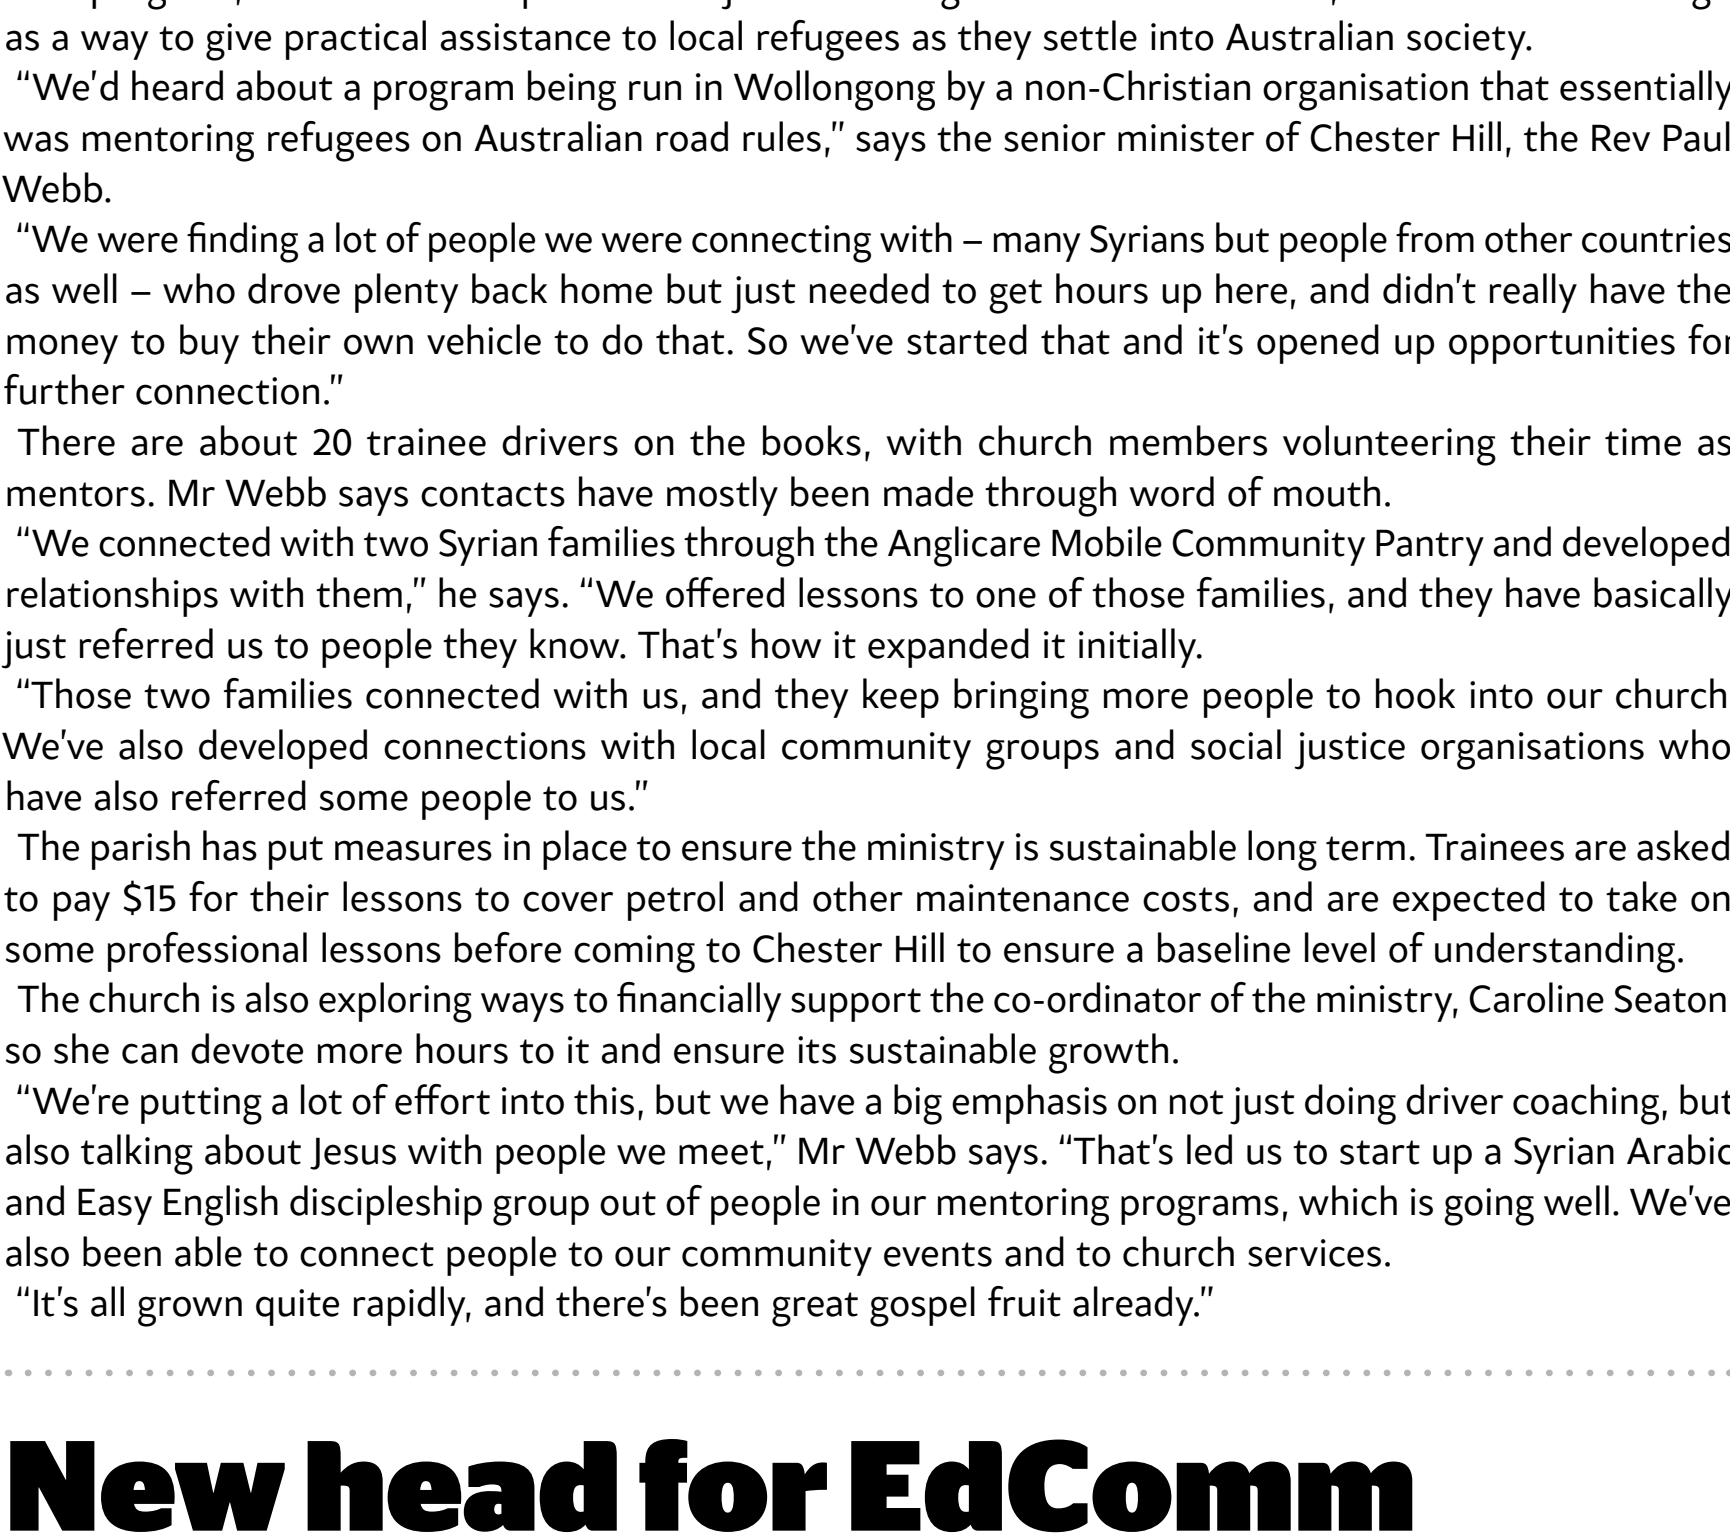 as a way to give practical assistance to local refugees as they settle into Australian society.
“We’d heard about a program being run in Wollongong by a non-Christian organisation that essentially
was mentoring refugees on Australian road rules,” says the senior minister of Chester Hill, the Rev Paul
Webb.
“We were finding a lot of people we were connecting with – many Syrians but people from other countries
as well – who drove plenty back home but just needed to get hours up here, and didn’t really have the
money to buy their own vehicle to do that. So we’ve started that and it’s opened up opportunities for
further connection.”
There are about 20 trainee drivers on the books, with church members volunteering their time as
mentors. Mr Webb says contacts have mostly been made through word of mouth.
“We connected with two Syrian families through the Anglicare Mobile Community Pantry and developed
relationships with them,” he says. “We offered lessons to one of those families, and they have basically
just referred us to people they know. That’s how it expanded it initially.
“Those two families connected with us, and they keep bringing more people to hook into our church
We’ve also developed connections with local community groups and social justice organisations who
have also referred some people to us.”
The parish has put measures in place to ensure the ministry is sustainable long term. Trainees are asked
to pay $15 for their lessons to cover petrol and other maintenance costs, and are expected to take on
some professional lessons before coming to Chester Hill to ensure a baseline level of understanding.
The church is also exploring ways to financially support the co-ordinator of the ministry, Caroline Seaton
so she can devote more hours to it and ensure its sustainable growth.
“We’re putting a lot of effort into this, but we have a big emphasis on not just doing driver coaching, but
also talking about Jesus with people we meet,” Mr Webb says. “That’s led us to start up a Syrian Arabic
and Easy English discipleship group out of people in our mentoring programs, which is going well. We’ve
also been able to connect people to our community events and to church services.
“It’s all grown quite rapidly, and there’s been great gospel fruit already.”
New head for EdComm